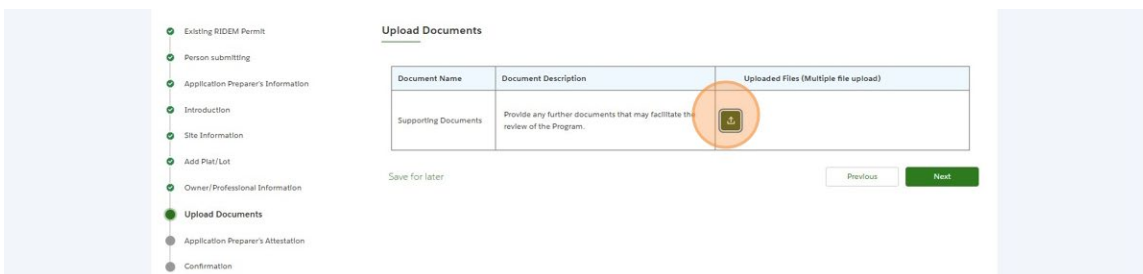 Existing RIDEM Permit
Person submitting
Application Preparer's Information
Introduction
Site Information
Add Plat/Lot
Owner/Professional Information
Upload Documents
Application Preparer's Attestation
Confirmation
Upload Documents
Document Name Document Description Uploaded Files (Multiple file upload)
Supporting Documents
Provide any further documents that may facilitate the
review of the Program.
Save for later
Previous
Next